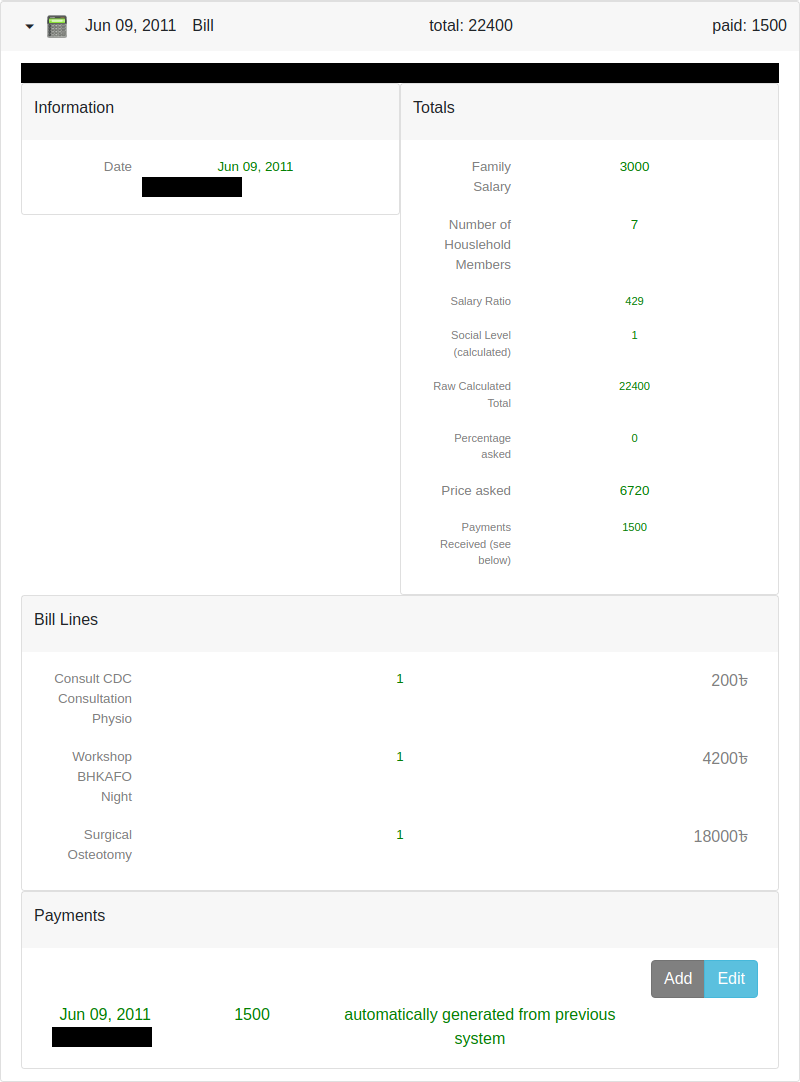 Jun 09, 2011 Bill total: 22400 paid: 1500
Information
Date Jun 09, 2011
Totals
Family 3000
Salary
Number of 7
Houslehold
Members
Salary Ratio 429
Social Level 1
(calculated)
Raw Calculated 22400
Total
Percentage 0
asked
Price asked 6720
Payments 1500
Received (see
below)
Bill Lines
Consult CDC 1 200৳
Consultation
Physio
Workshop 1 4200৳
BHKAFO
Night
Surgical 1 18000৳
Osteotomy
Payments
Add Edit
Jun 09, 2011 1500 automatically generated from previous
system